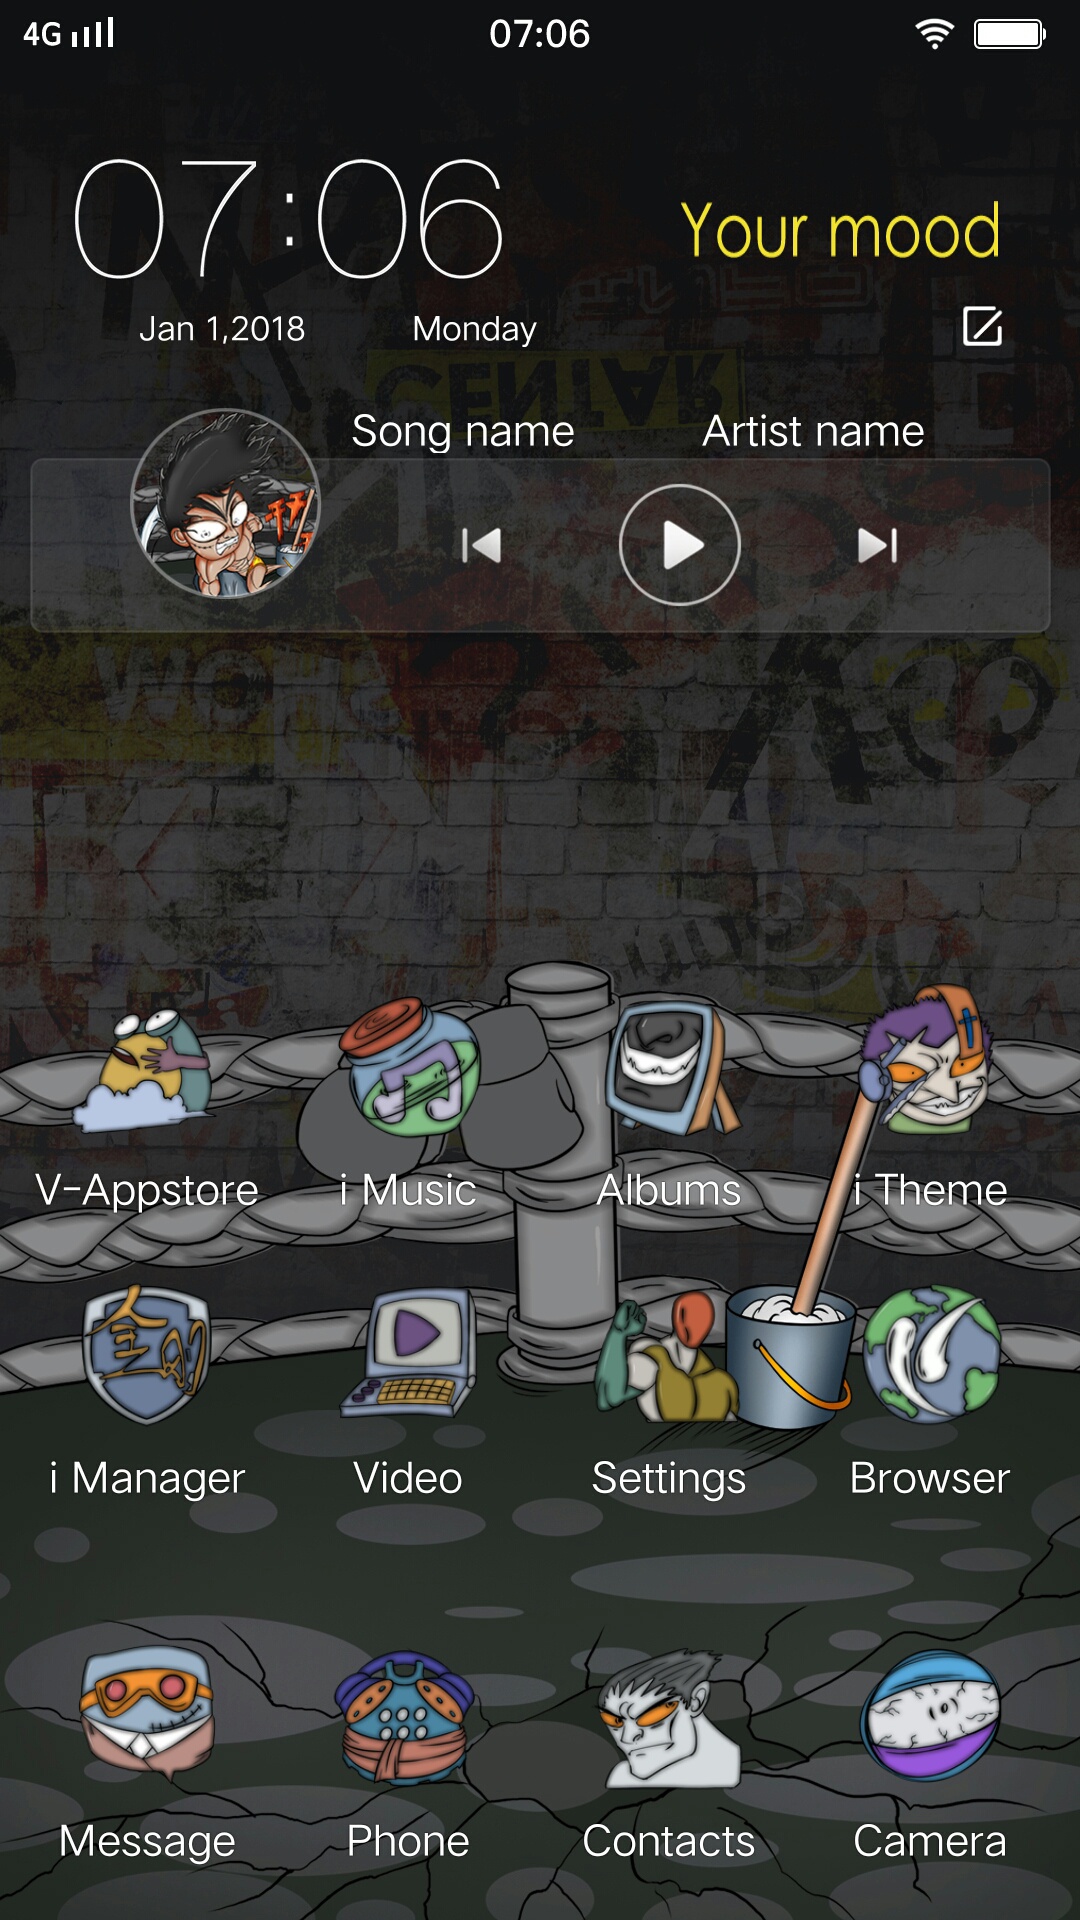 4G 07:06
07:06
Your mood
Jan 1,2018 Monday
CENTAR
Song name Artist name
V-Appstore i Music Albums i Theme
i Manager Video Settings Browser
Message Phone Contacts Camera